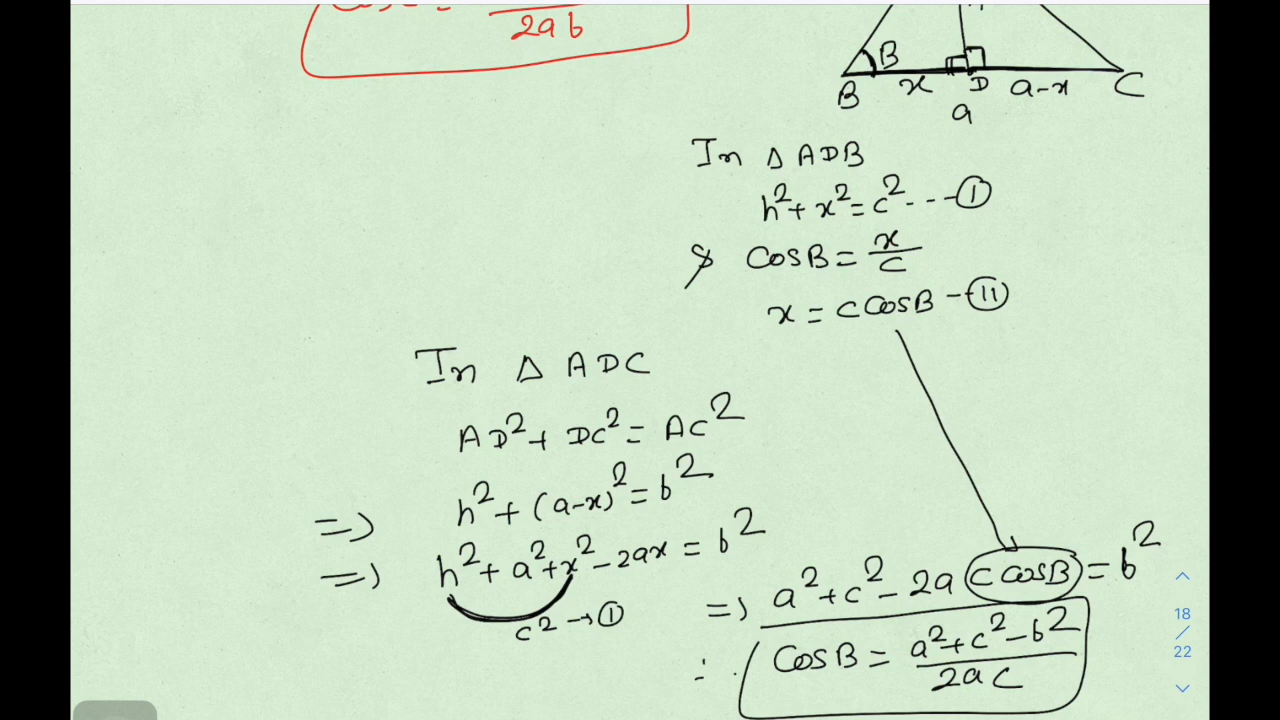 Cos C =
2ab
B
B x D a-x C
a
In Δ ADB
h²+ x² = c² --- (1)
& CosB = x/c
x = c CosB - (11)
In Δ ADC
AD² + DC² = AC²
=) h² + (a-x)² = b²
=) h² + a² + x² - 2ax = b²
c² → (1)
=) a² + c² - 2a (c cosB) = b²
∴ CosB = a² + c² - b² / 2ac
18
/
22